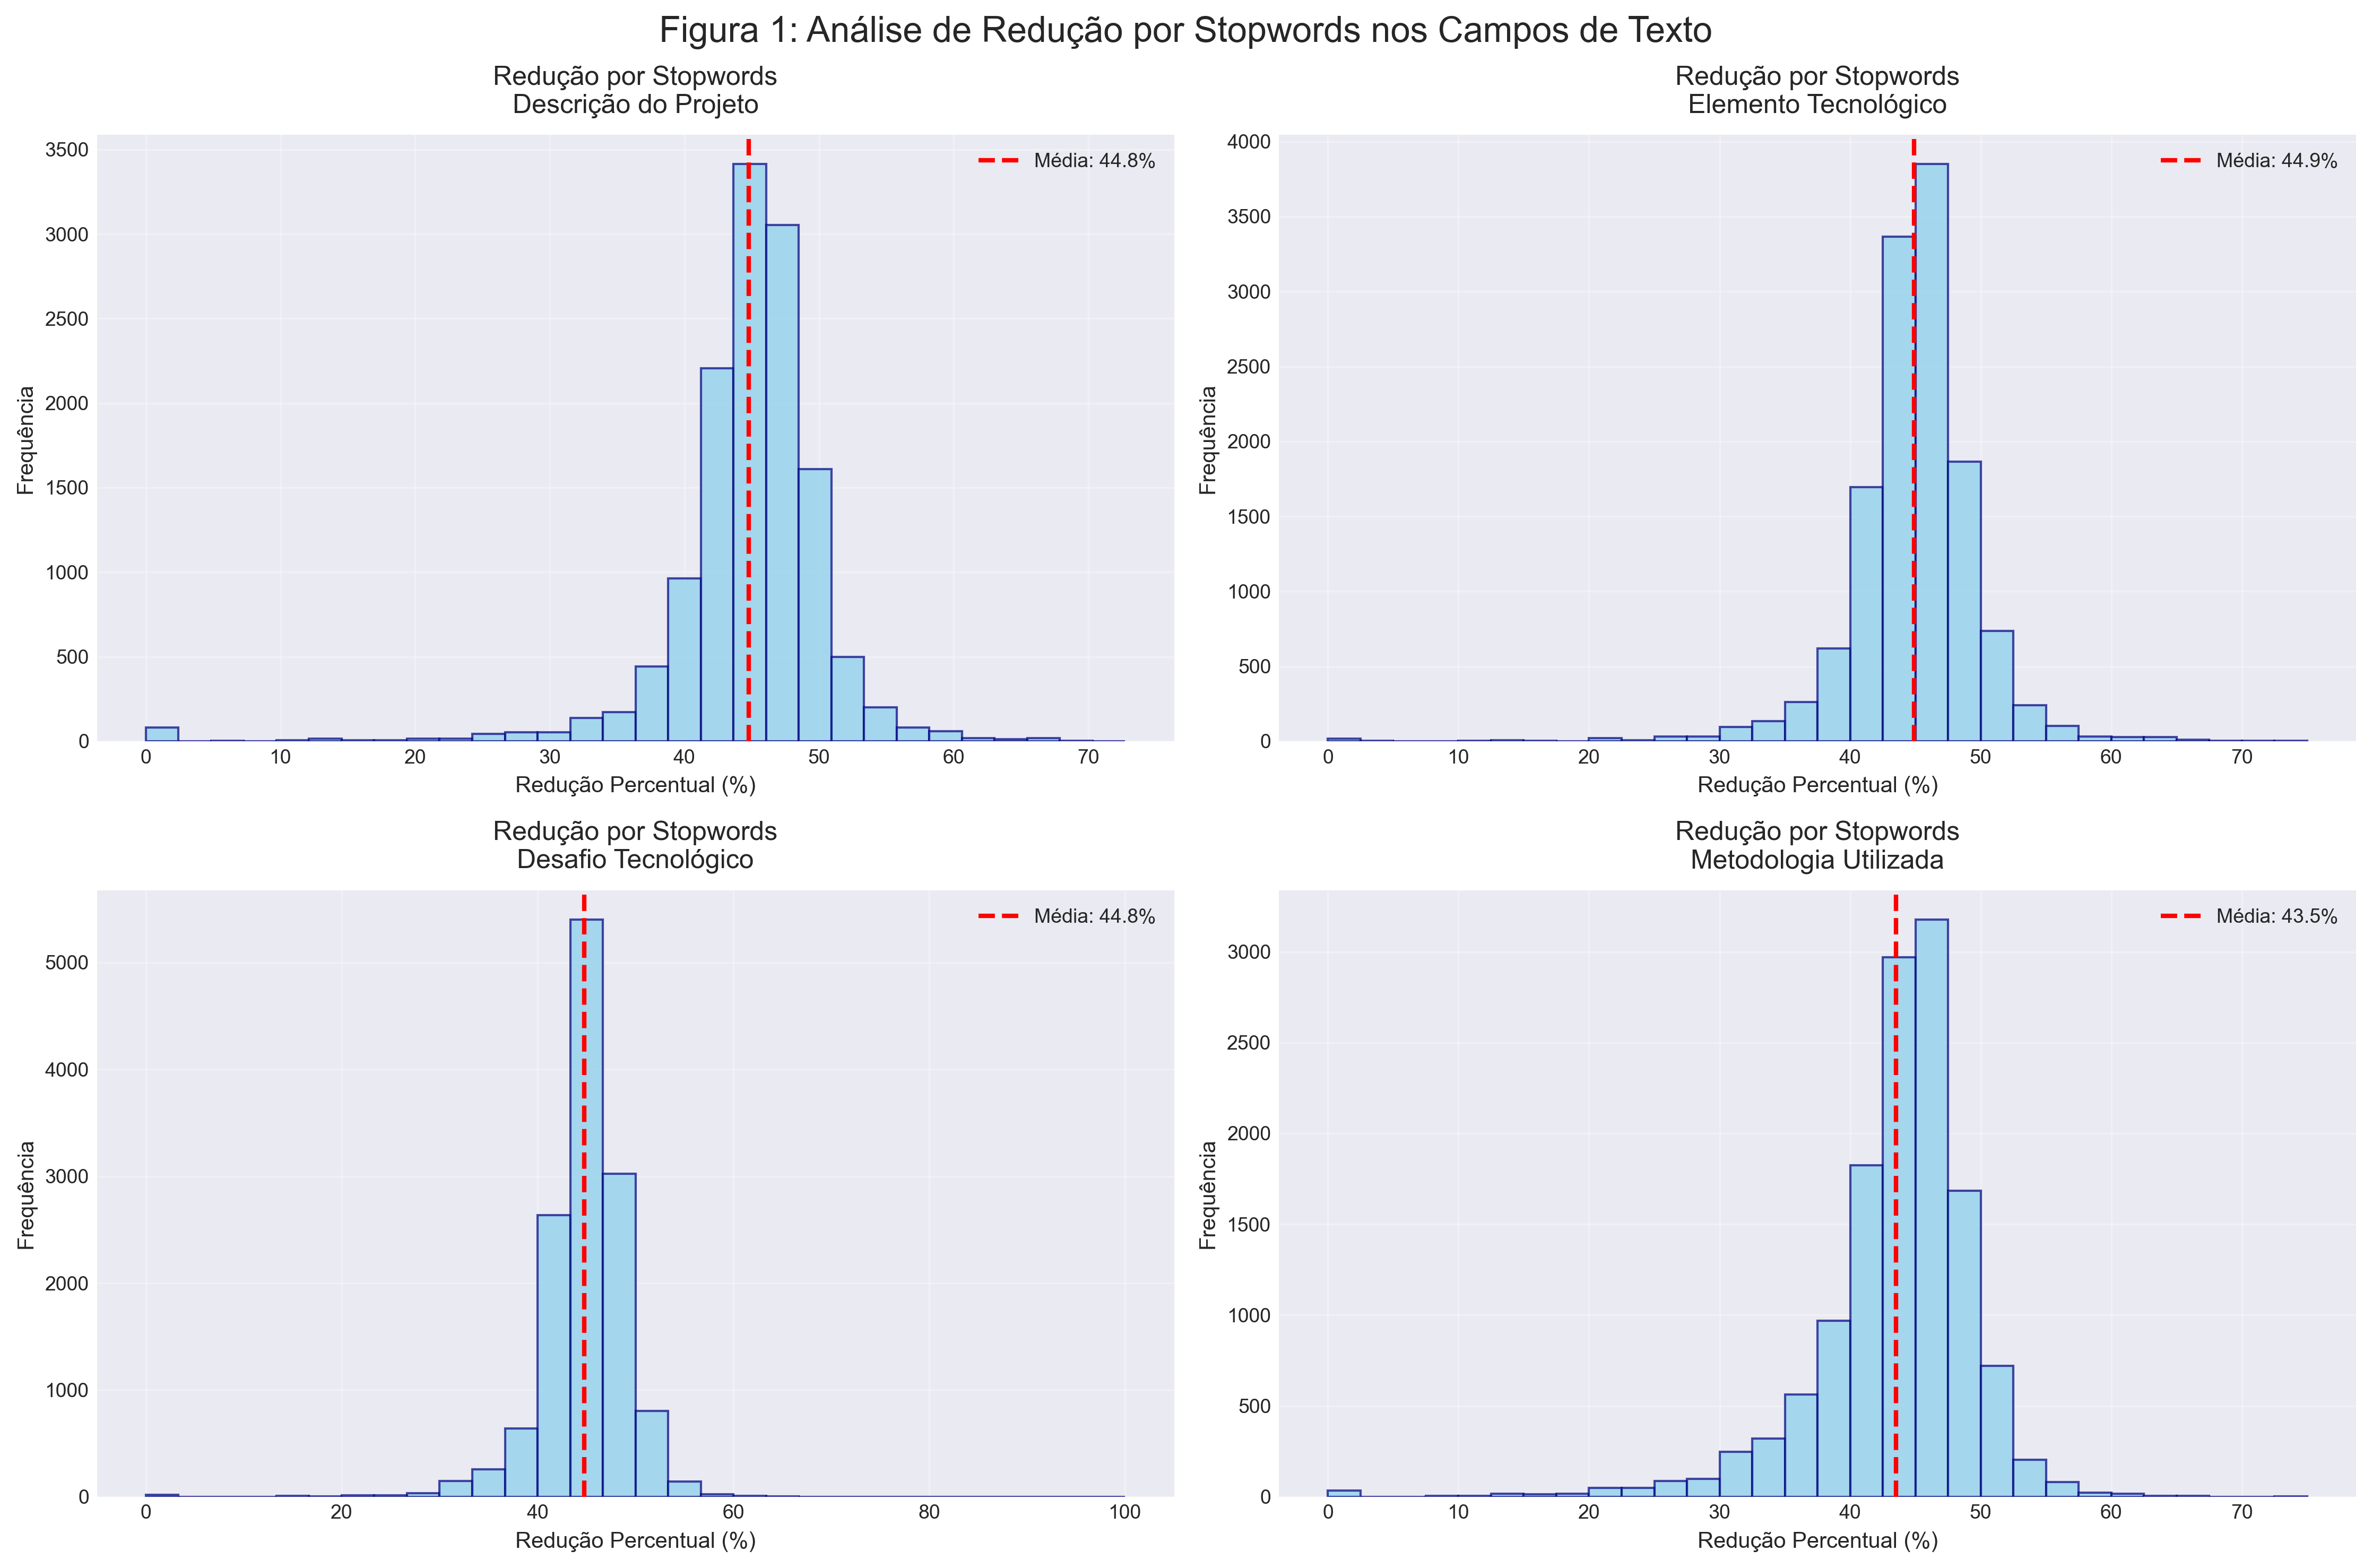 Figura 1: Análise de Redução por Stopwords nos Campos de Texto
Redução por Stopwords
Descrição do Projeto
Média: 44.8%
3500
3000
2500
2000
1500
1000
500
0
Frequência
0 10 20 30 40 50 60 70
Redução Percentual (%)
Redução por Stopwords
Elemento Tecnológico
Média: 44.9%
4000
3500
3000
2500
2000
1500
1000
500
0
Frequência
0 10 20 30 40 50 60 70
Redução Percentual (%)
Redução por Stopwords
Desafio Tecnológico
Média: 44.8%
5000
4000
3000
2000
1000
0
Frequência
0 20 40 60 80 100
Redução Percentual (%)
Redução por Stopwords
Metodologia Utilizada
Média: 43.5%
3000
2500
2000
1500
1000
500
0
Frequência
0 10 20 30 40 50 60 70
Redução Percentual (%)